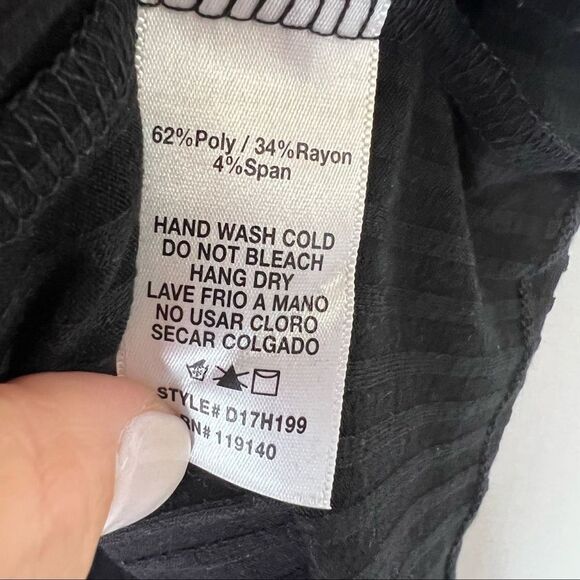 62%Poly / 34%Rayon
4%Span
HAND WASH COLD
DO NOT BLEACH
HANG DRY
LAVE FRIO A MANO
NO USAR CLORO
SECAR COLGADO
STYLE# D17H199
RN# 119140